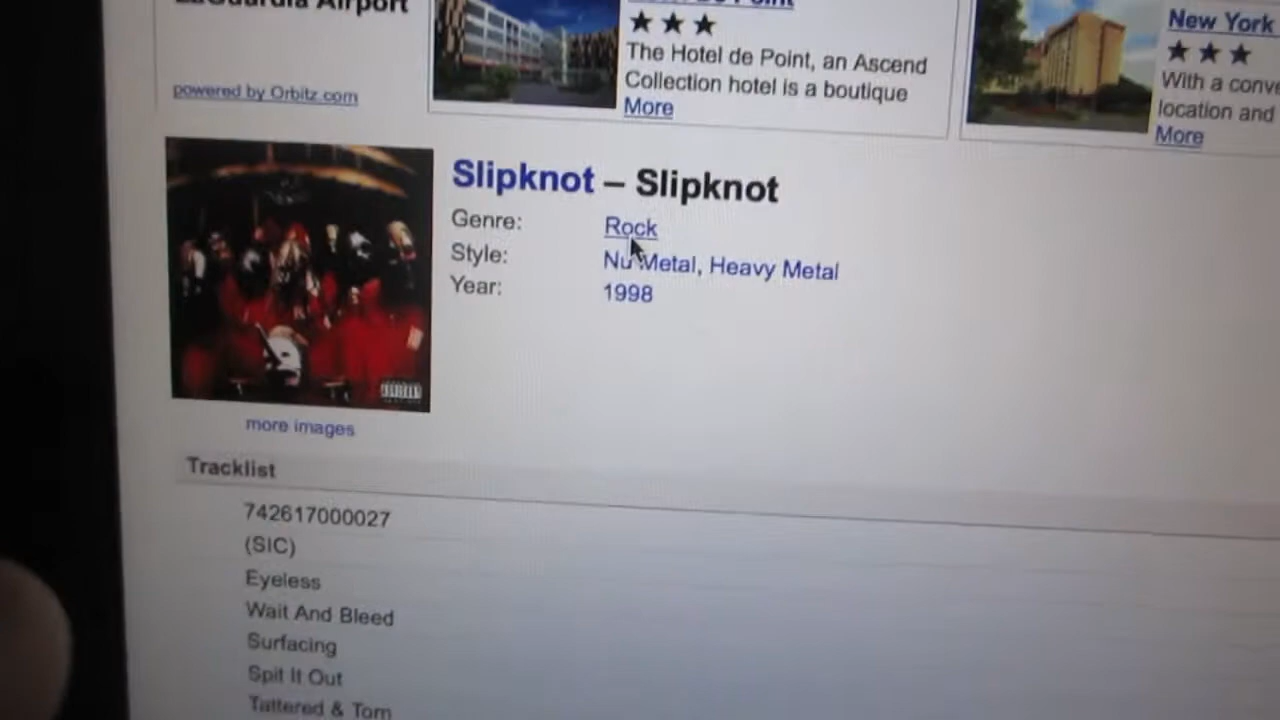 LaGuardia Airport
powered by Orbitz.com
★★★
The Hotel de Point, an Ascend
Collection hotel is a boutique
More
New York
★★★
With a conve
location and
More
Slipknot – Slipknot
Genre: Rock
Style: Nu Metal, Heavy Metal
Year: 1998
more images
Tracklist
742617000027
(SIC)
Eyeless
Wait And Bleed
Surfacing
Spit It Out
Tattered & Torn